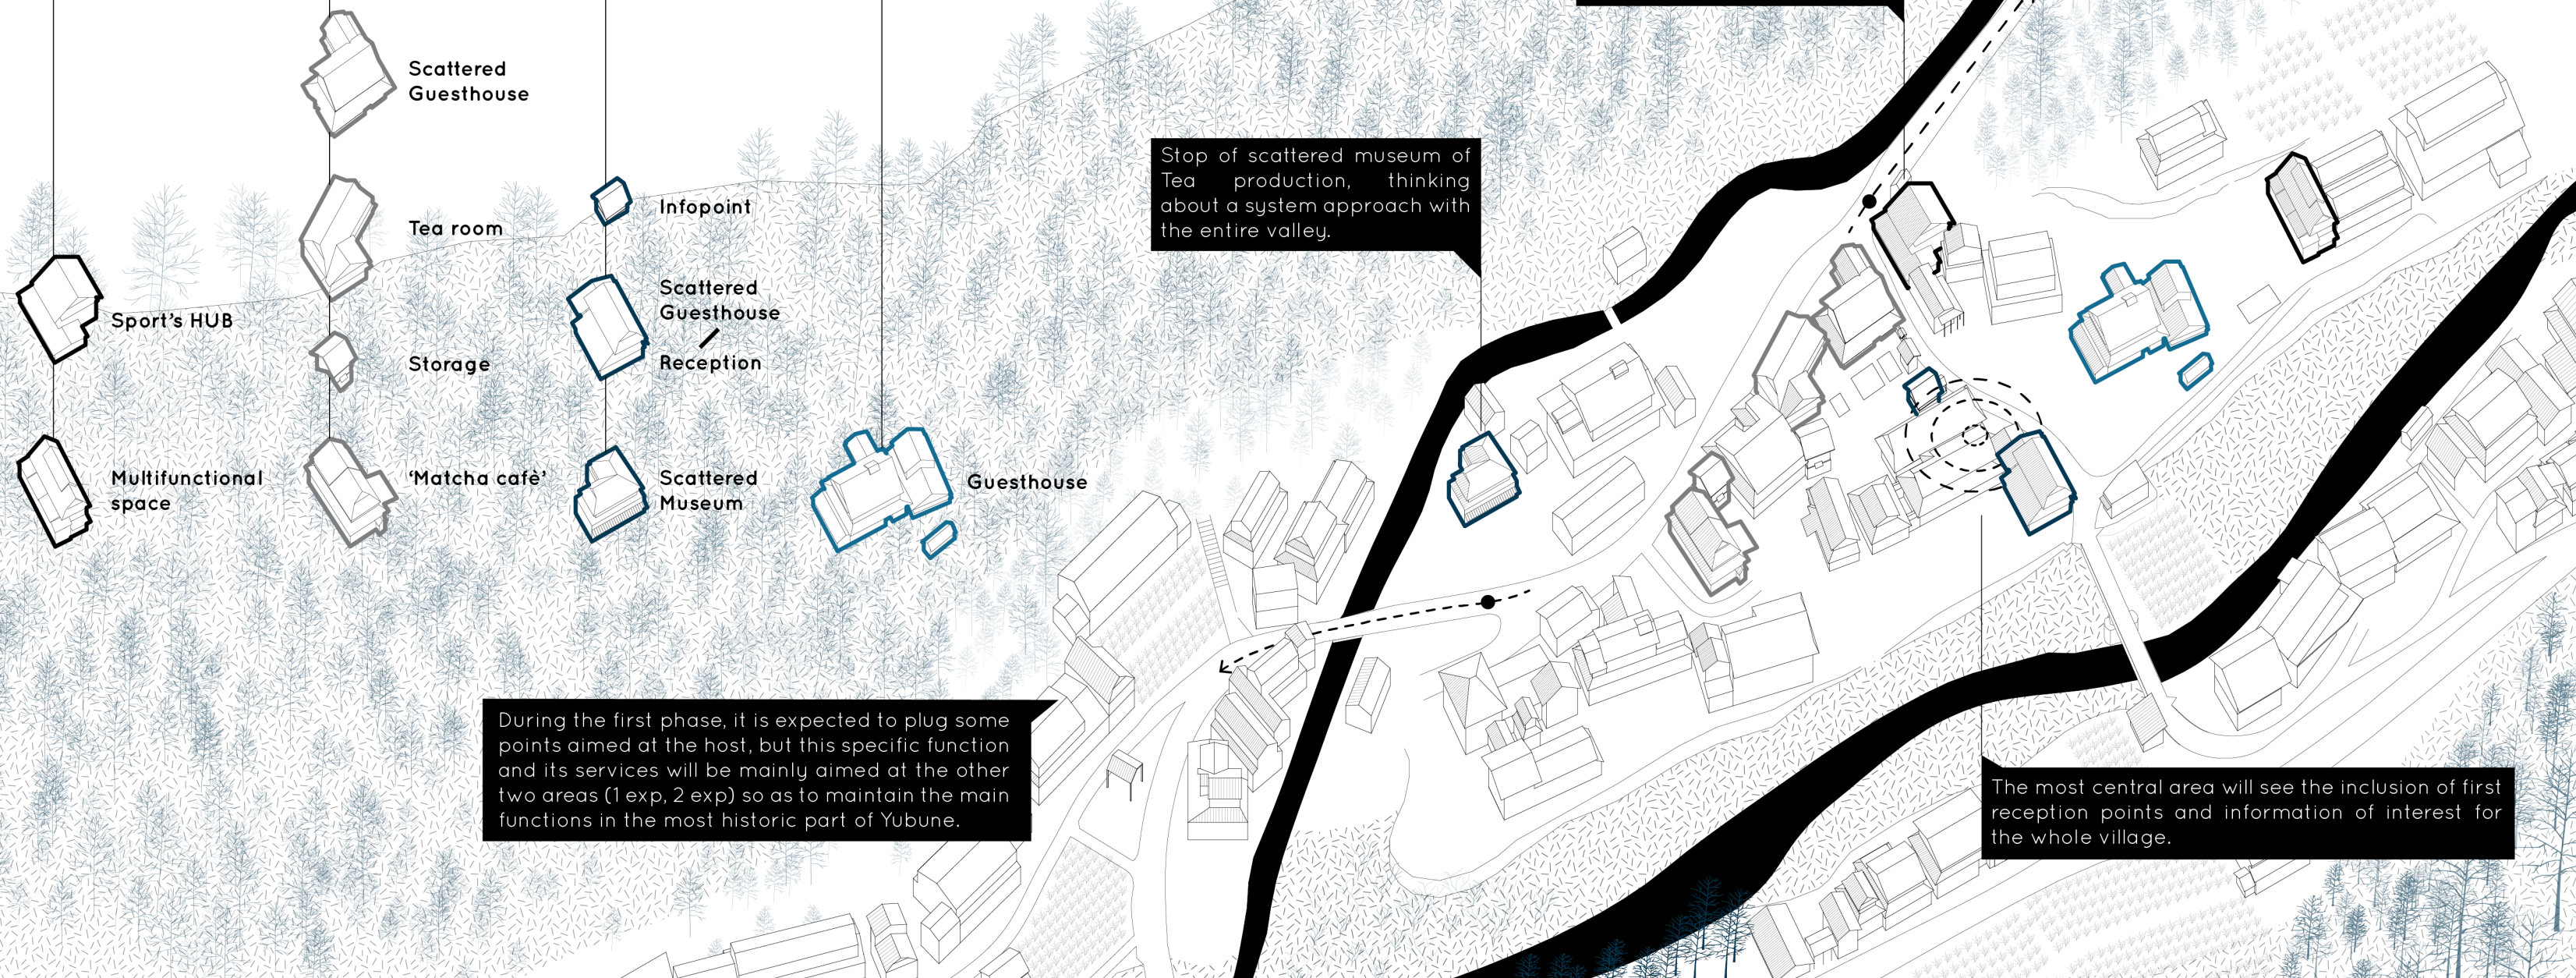 Scattered
Guesthouse
Tea room
Sport's HUB
Storage
Multifunctional
space
'Matcha cafè'
Infopoint
Scattered
Guesthouse
/
Reception
Scattered
Museum
Guesthouse
Stop of scattered museum of
Tea production, thinking
about a system approach with
the entire valley.
During the first phase, it is expected to plug some
points aimed at the host, but this specific function
and its services will be mainly aimed at the other
two areas (1 exp, 2 exp) so as to maintain the main
functions in the most historic part of Yubune.
The most central area will see the inclusion of first
reception points and information of interest for
the whole village.